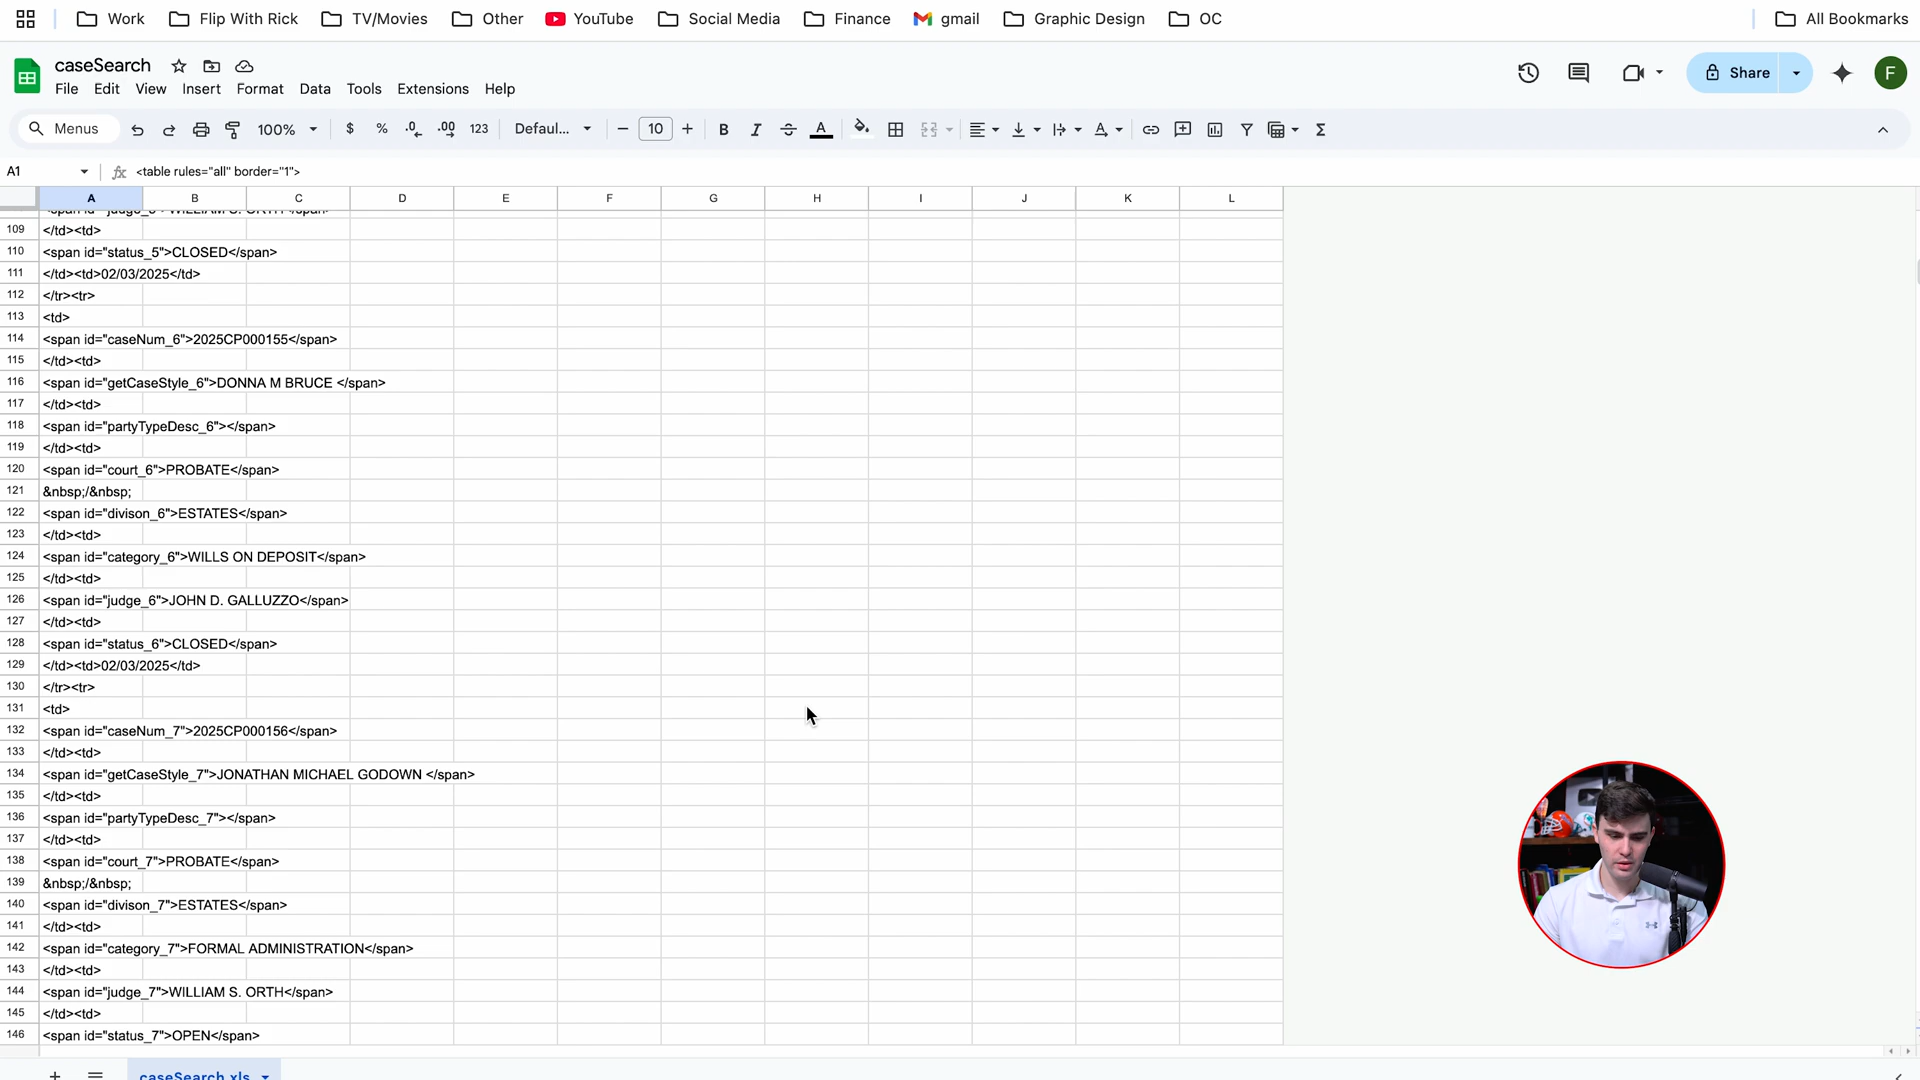 Work Flip With Rick TV/Movies Other YouTube Social Media Finance gmail Graphic Design OC All Bookmarks
caseSearch
File Edit View Insert Format Data Tools Extensions Help
Share
F
Menus 100% $ % .0 .00 123 Defaul... 10 B I A
A1 fx <table rules="all" border="1">
A B C D E F G H I J K L
109 </td><td>
110 <span id="status_5">CLOSED</span>
111 </td><td>02/03/2025</td>
112 </tr><tr>
113 <td>
114 <span id="caseNum_6">2025CP000155</span>
115 </td><td>
116 <span id="getCaseStyle_6">DONNA M BRUCE </span>
117 </td><td>
118 <span id="partyTypeDesc_6"></span>
119 </td><td>
120 <span id="court_6">PROBATE</span>
121 &nbsp;/&nbsp;
122 <span id="divison_6">ESTATES</span>
123 </td><td>
124 <span id="category_6">WILLS ON DEPOSIT</span>
125 </td><td>
126 <span id="judge_6">JOHN D. GALLUZZO</span>
127 </td><td>
128 <span id="status_6">CLOSED</span>
129 </td><td>02/03/2025</td>
130 </tr><tr>
131 <td>
132 <span id="caseNum_7">2025CP000156</span>
133 </td><td>
134 <span id="getCaseStyle_7">JONATHAN MICHAEL GODOWN </span>
135 </td><td>
136 <span id="partyTypeDesc_7"></span>
137 </td><td>
138 <span id="court_7">PROBATE</span>
139 &nbsp;/&nbsp;
140 <span id="divison_7">ESTATES</span>
141 </td><td>
142 <span id="category_7">FORMAL ADMINISTRATION</span>
143 </td><td>
144 <span id="judge_7">WILLIAM S. ORTH</span>
145 </td><td>
146 <span id="status_7">OPEN</span>
caseSearch.xls